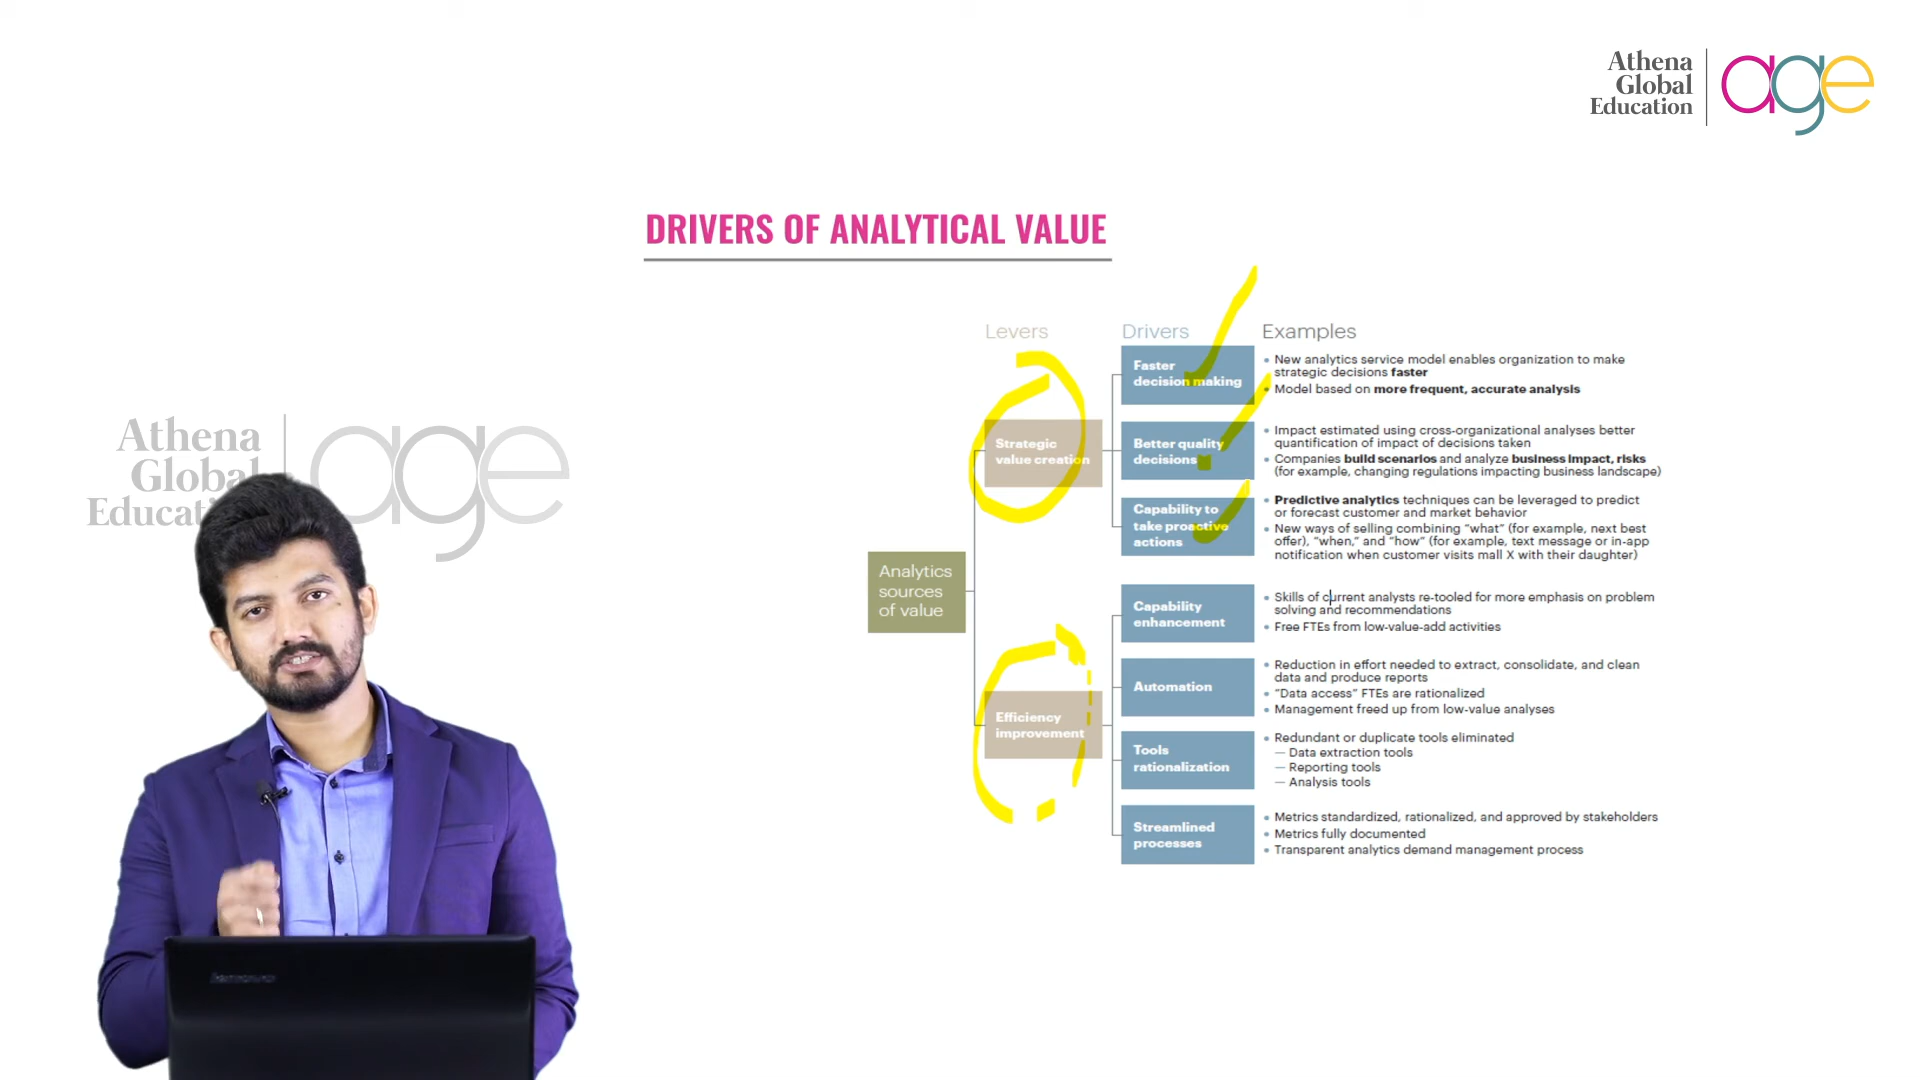 Athena
Global
Education
age
DRIVERS OF ANALYTICAL VALUE
Levers
Drivers
Examples
Analytics
sources
of value
Strategic
value creation
Faster
decision making
• New analytics service model enables organization to make
strategic decisions faster
• Model based on more frequent, accurate analysis
Better quality
decisions
• Impact estimated using cross-organizational analyses better
quantification of impact of decisions taken
• Companies build scenarios and analyze business impact, risks
(for example, changing regulations impacting business landscape)
Capability to
take proactive
actions
• Predictive analytics techniques can be leveraged to predict
or forecast customer and market behavior
• New ways of selling combining “what” (for example, next best
offer), “when,” and “how” (for example, text message or in-app
notification when customer visits mall X with their daughter)
Efficiency
improvement
Capability
enhancement
• Skills of current analysts re-tooled for more emphasis on problem
solving and recommendations
• Free FTEs from low-value-add activities
Automation
• Reduction in effort needed to extract, consolidate, and clean
data and produce reports
• “Data access” FTEs are rationalized
• Management freed up from low-value analyses
Tools
rationalization
• Redundant or duplicate tools eliminated
— Data extraction tools
— Reporting tools
— Analysis tools
Streamlined
processes
• Metrics standardized, rationalized, and approved by stakeholders
• Metrics fully documented
• Transparent analytics demand management process
Athena
Global
Educati
age
lenovo